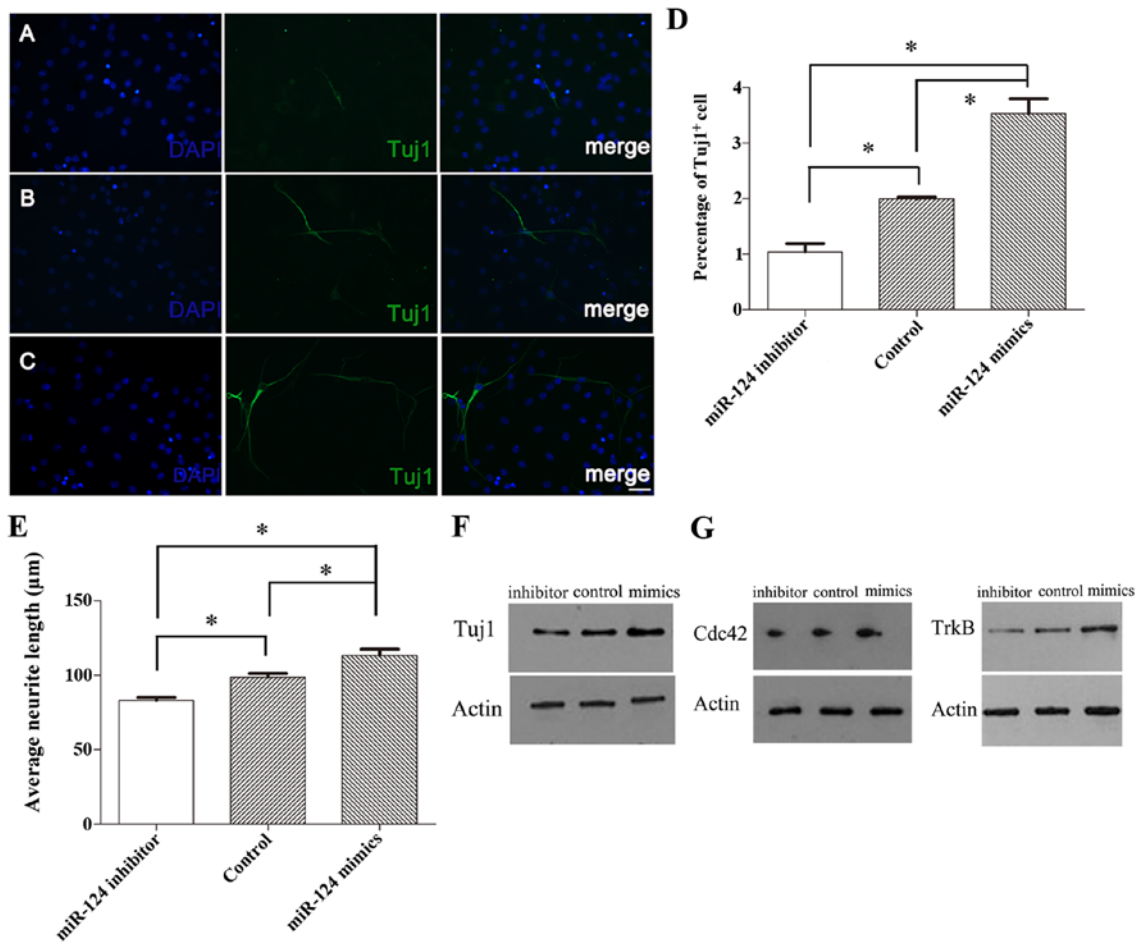 A
DAPI
Tuj1
merge
B
DAPI
Tuj1
merge
C
DAPI
Tuj1
merge
D
*
*
*
Percentage of Tuj1⁺ cell
4
3
2
1
0
miR-124 inhibitor
Control
miR-124 mimics
E
*
*
*
Average neurite length (μm)
150
100
50
0
miR-124 inhibitor
Control
miR-124 mimics
F
inhibitor control mimics
Tuj1
Actin
G
inhibitor control mimics
Cdc42
Actin
inhibitor control mimics
TrkB
Actin